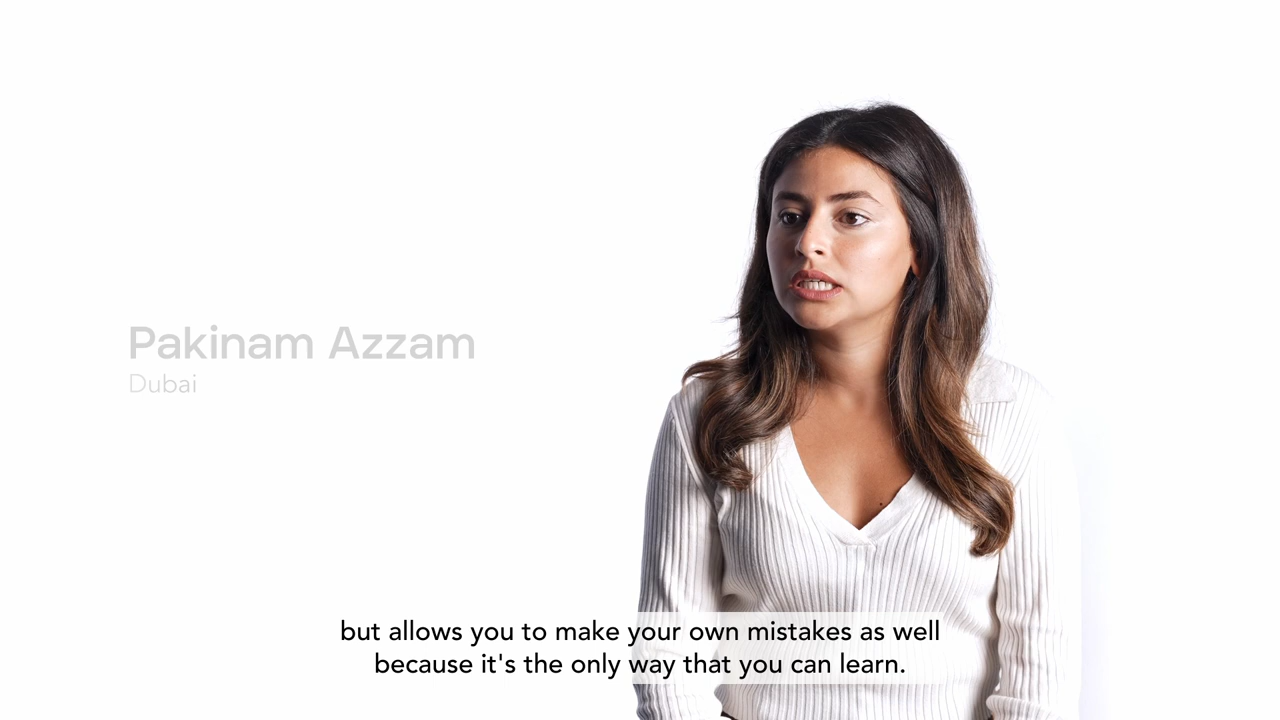 Pakinam Azzam
Dubai
but allows you to make your own mistakes as well
because it's the only way that you can learn.